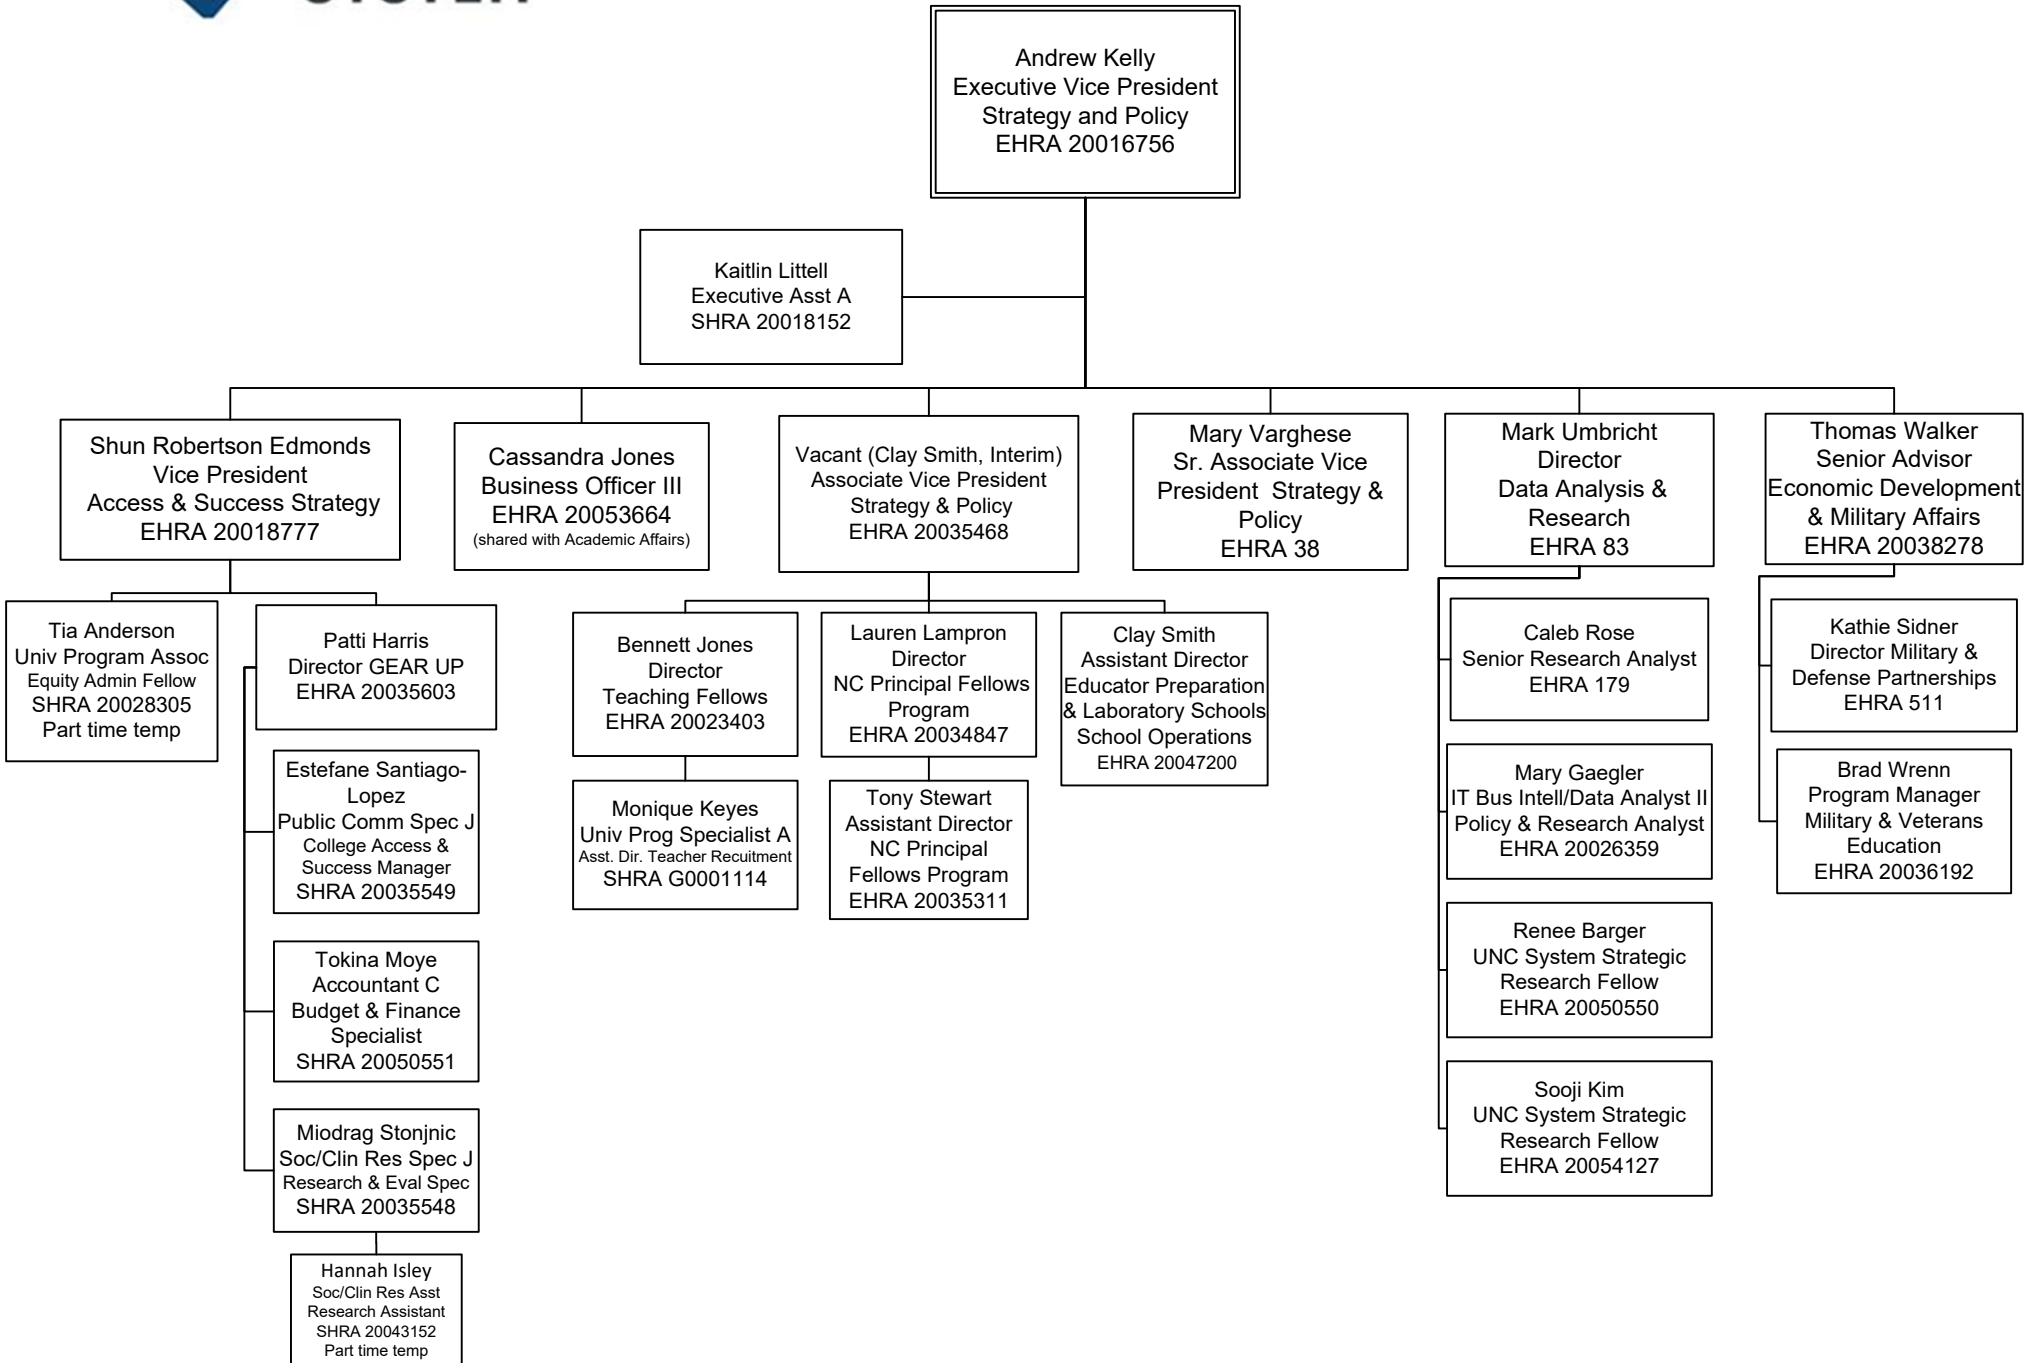 Andrew Kelly
Executive Vice President
Strategy and Policy
EHRA 20016756
Kaitlin Littell
Executive Asst A
SHRA 20018152
Shun Robertson Edmonds
Vice President
Access & Success Strategy
EHRA 20018777
Cassandra Jones
Business Officer III
EHRA 20053664
(shared with Academic Affairs)
Vacant (Clay Smith, Interim)
Associate Vice President
Strategy & Policy
EHRA 20035468
Mary Varghese
Sr. Associate Vice
President Strategy &
Policy
EHRA 38
Mark Umbricht
Director
Data Analysis &
Research
EHRA 83
Thomas Walker
Senior Advisor
Economic Development
& Military Affairs
EHRA 20038278
Tia Anderson
Univ Program Assoc
Equity Admin Fellow
SHRA 20028305
Part time temp
Patti Harris
Director GEAR UP
EHRA 20035603
Estefane Santiago-
Lopez
Public Comm Spec J
College Access &
Success Manager
SHRA 20035549
Tokina Moye
Accountant C
Budget & Finance
Specialist
SHRA 20050551
Miodrag Stonjnic
Soc/Clin Res Spec J
Research & Eval Spec
SHRA 20035548
Hannah Isley
Soc/Clin Res Asst
Research Assistant
SHRA 20043152
Part time temp
Bennett Jones
Director
Teaching Fellows
EHRA 20023403
Monique Keyes
Univ Prog Specialist A
Asst. Dir. Teacher Recuitment
SHRA G0001114
Lauren Lampron
Director
NC Principal Fellows
Program
EHRA 20034847
Tony Stewart
Assistant Director
NC Principal
Fellows Program
EHRA 20035311
Clay Smith
Assistant Director
Educator Preparation
& Laboratory Schools
School Operations
EHRA 20047200
Caleb Rose
Senior Research Analyst
EHRA 179
Mary Gaegler
IT Bus Intell/Data Analyst II
Policy & Research Analyst
EHRA 20026359
Renee Barger
UNC System Strategic
Research Fellow
EHRA 20050550
Sooji Kim
UNC System Strategic
Research Fellow
EHRA 20054127
Kathie Sidner
Director Military &
Defense Partnerships
EHRA 511
Brad Wrenn
Program Manager
Military & Veterans
Education
EHRA 20036192